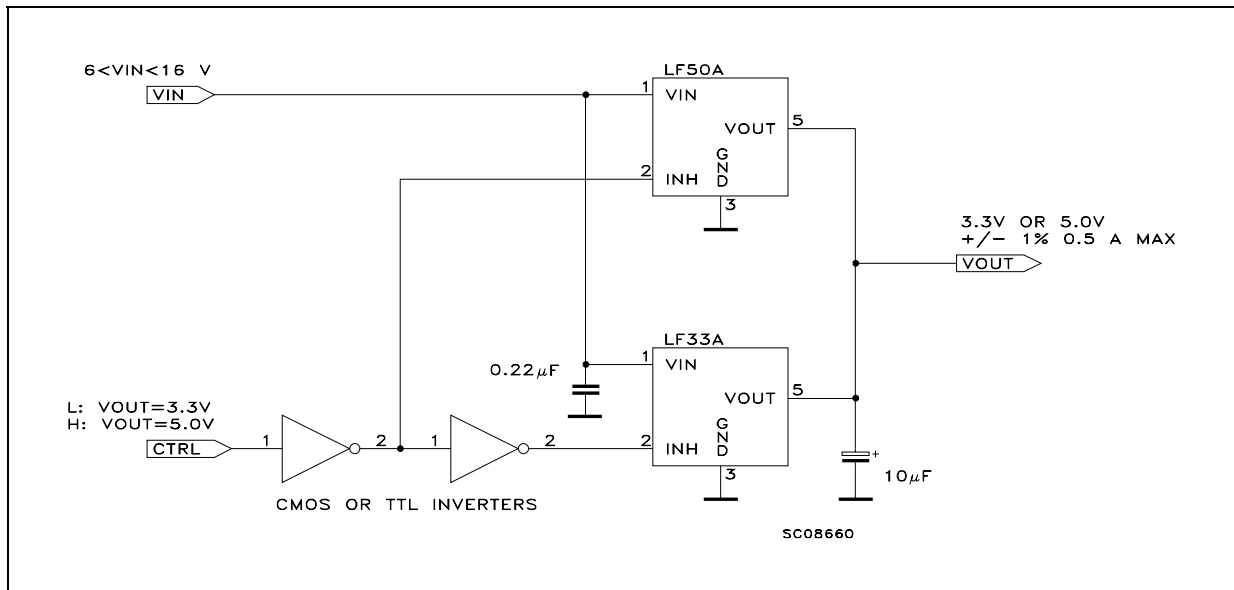 6<VIN<16 V
VIN
LF50A
1
VIN
VOUT
5
2
INH
GND
3
3.3V OR 5.0V
+/- 1% 0.5 A MAX
VOUT
LF33A
1
VIN
0.22μF
VOUT
5
L: VOUT=3.3V
H: VOUT=5.0V
CTRL
1
2
1
2
2
INH
GND
3
+
10μF
CMOS OR TTL INVERTERS
SC08660